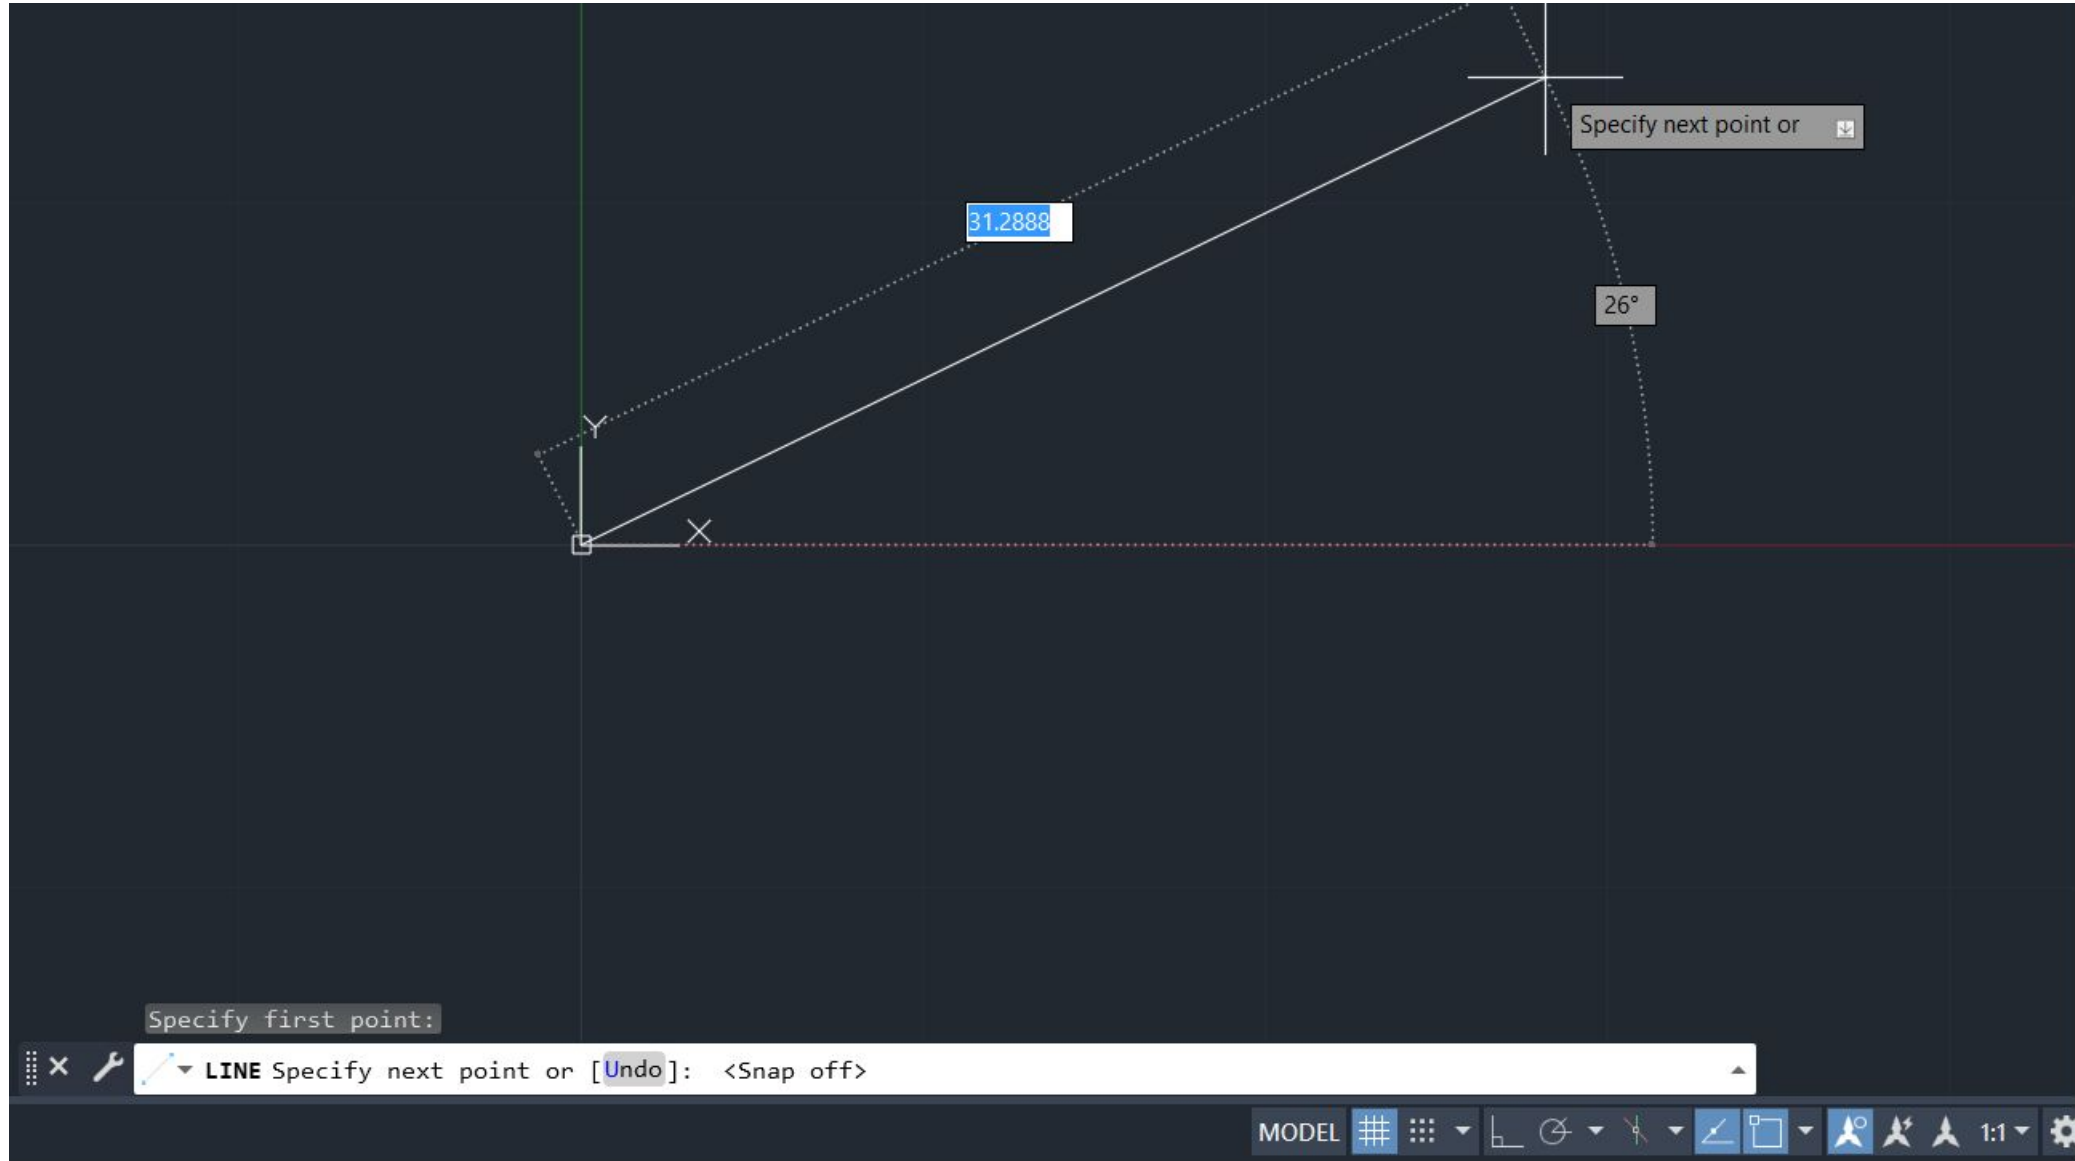 Specify next point or
31.2888
26°
Y
X
Specify first point:
LINE Specify next point or [Undo]: <Snap off>
MODEL 1:1